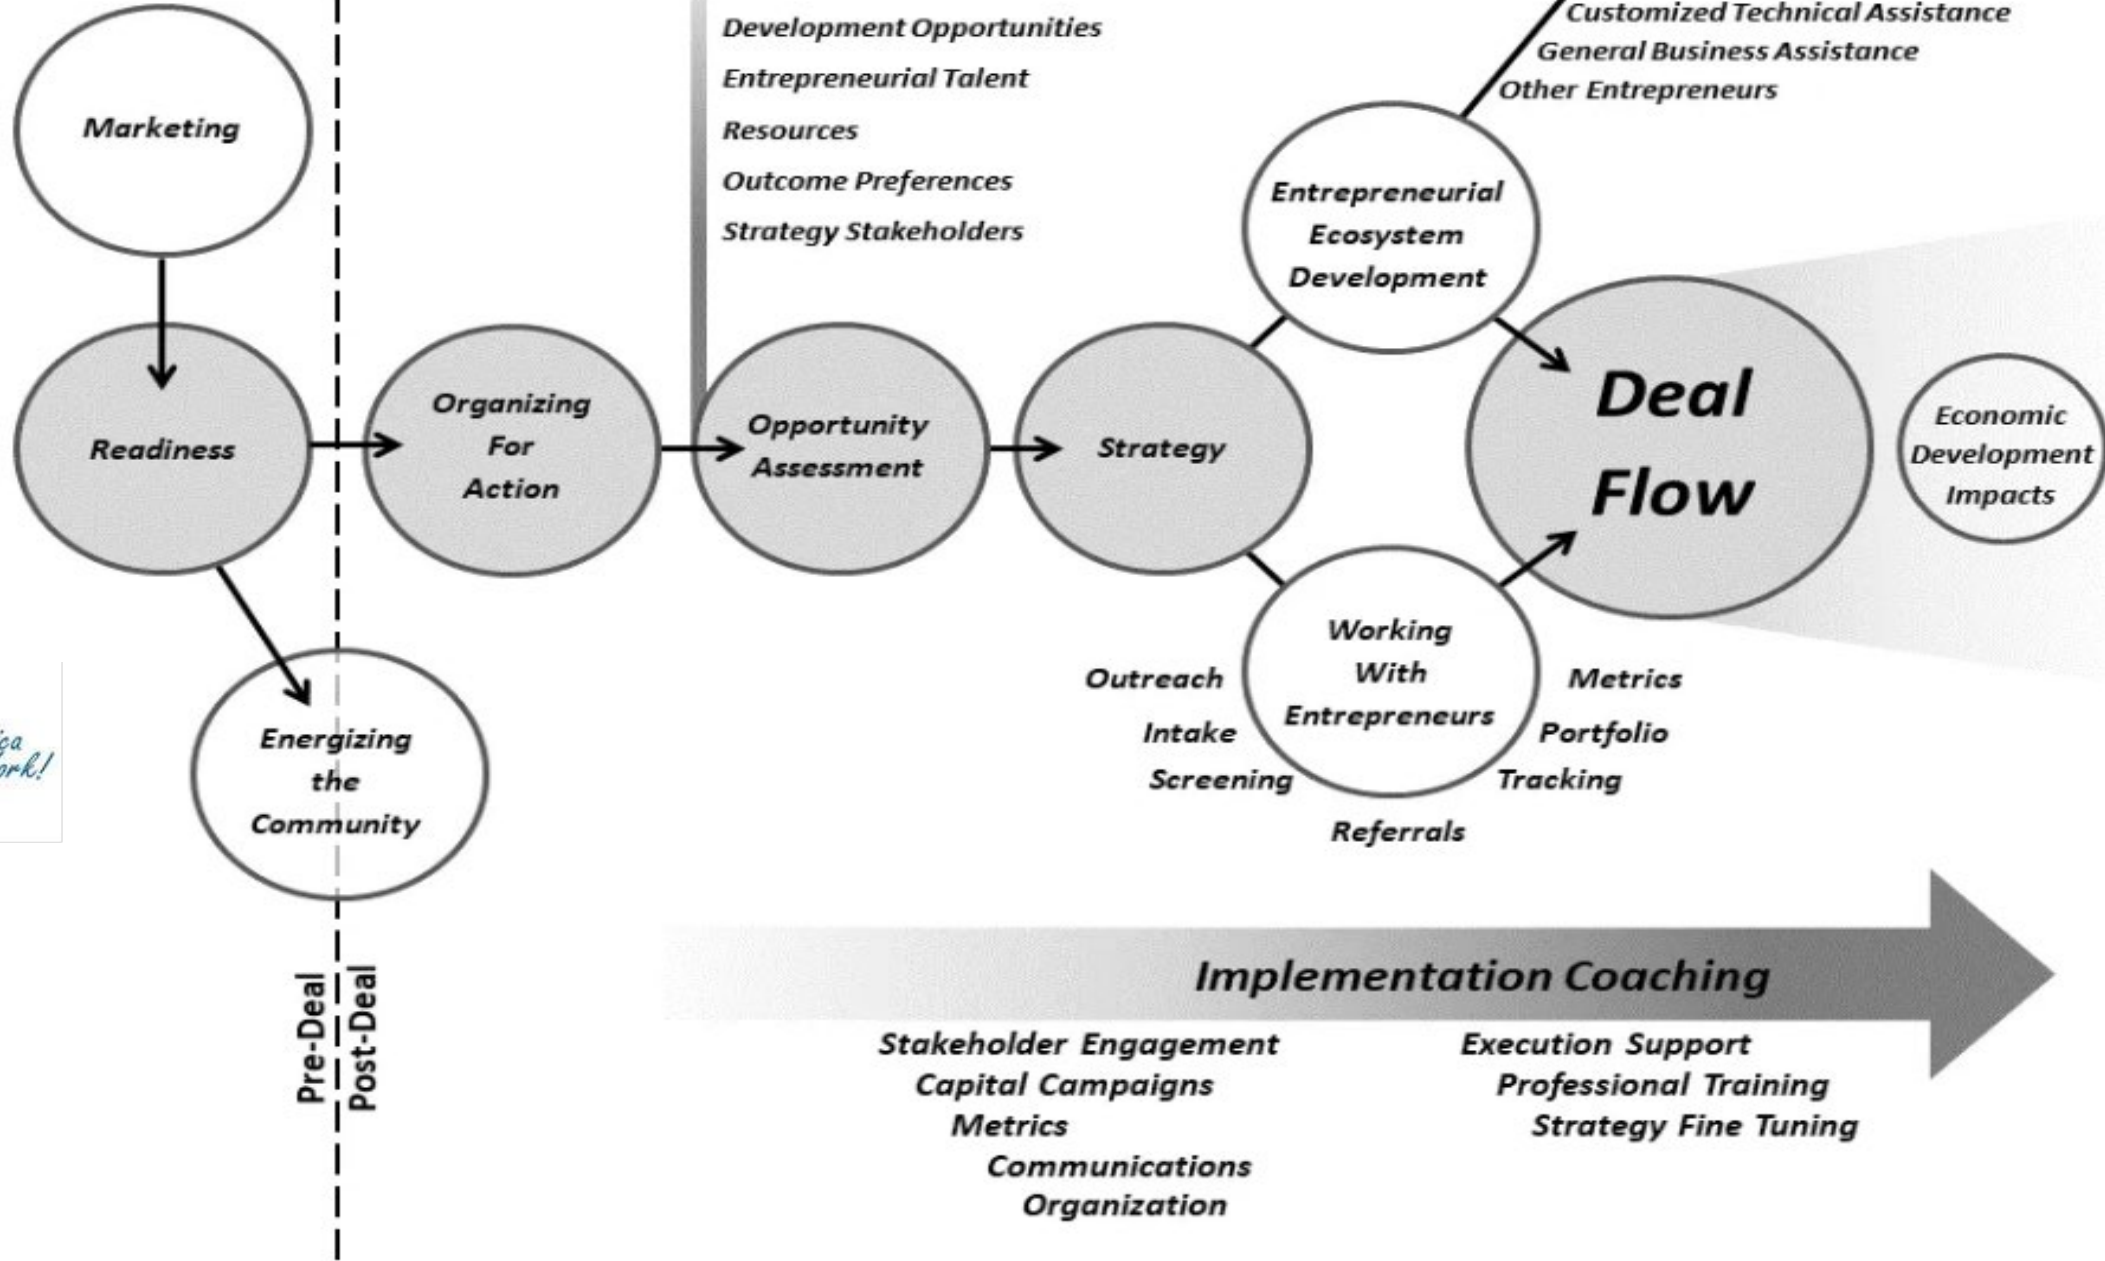 Development Opportunities
Entrepreneurial Talent
Resources
Outcome Preferences
Strategy Stakeholders
Customized Technical Assistance
General Business Assistance
Other Entrepreneurs
Marketing
Entrepreneurial
Ecosystem
Development
Readiness
Organizing
For
Action
Opportunity
Assessment
Strategy
Deal
Flow
Economic
Development
Impacts
Energizing
the
Community
Working
With
Entrepreneurs
Outreach
Intake
Screening
Referrals
Metrics
Portfolio
Tracking
Pre-Deal
Post-Deal
Implementation Coaching
Stakeholder Engagement
Capital Campaigns
Metrics
Communications
Organization
Execution Support
Professional Training
Strategy Fine Tuning